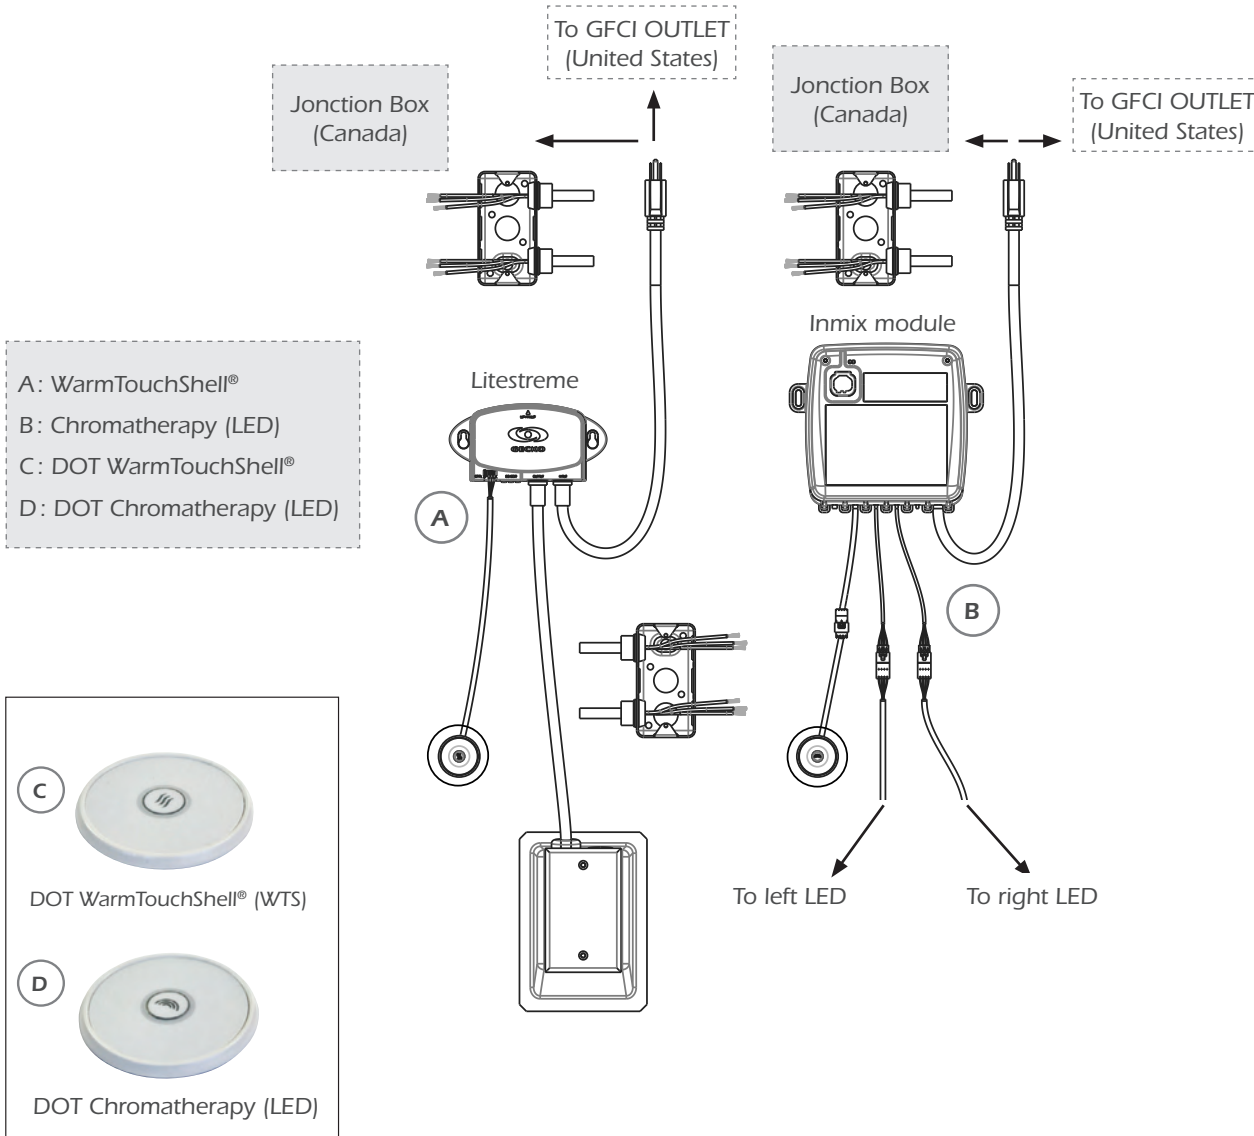 To GFCI OUTLET
(United States)
Jonction Box
(Canada)
Jonction Box
(Canada)
To GFCI OUTLET
(United States)
Inmix module
Litestreme
GECKO
A: WarmTouchShell®
B: Chromatherapy (LED)
C: DOT WarmTouchShell®
D: DOT Chromatherapy (LED)
A
B
C
DOT WarmTouchShell® (WTS)
D
DOT Chromatherapy (LED)
To left LED
To right LED